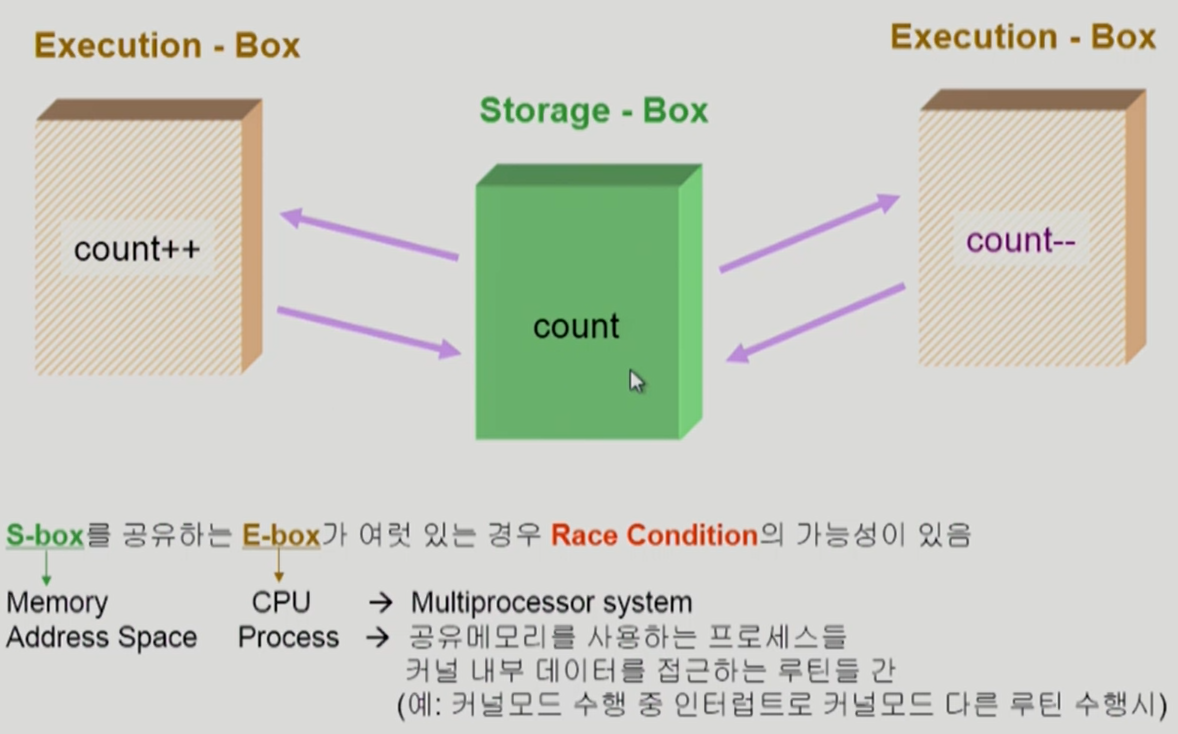 Execution - Box
Execution - Box
Storage - Box
count++
count--
count
S-box를 공유하는 E-box가 여럿 있는 경우 Race Condition의 가능성이 있음
Memory CPU → Multiprocessor system
Address Space Process → 공유메모리를 사용하는 프로세스들
커널 내부 데이터를 접근하는 루틴들 간
(예: 커널모드 수행 중 인터럽트로 커널모드 다른 루틴 수행시)